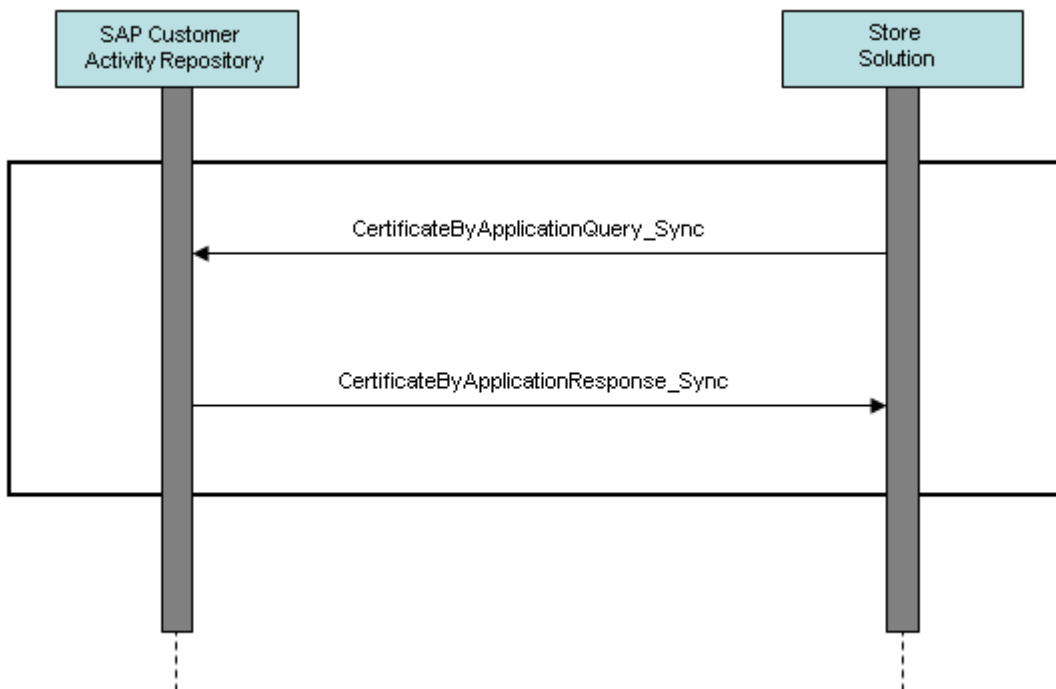 SAP Customer
Activity Repository
Store
Solution
CertificateByApplicationQuery_Sync
CertificateByApplicationResponse_Sync